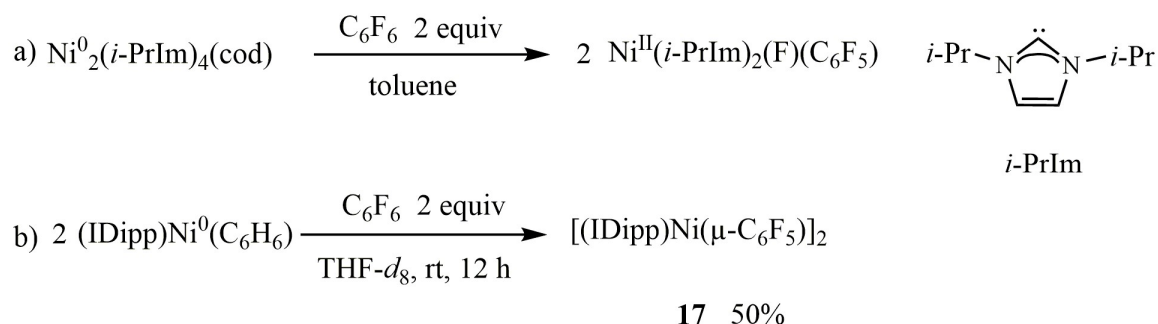 C₆F₆ 2 equiv
a) Ni⁰₂(i-PrIm)₄(cod) 2 Niᴵᴵ(i-PrIm)₂(F)(C₆F₅)
toluene
i-Pr N N i-Pr
i-PrIm
C₆F₆ 2 equiv
b) 2 (IDipp)Ni⁰(C₆H₆) [(IDipp)Ni(μ-C₆F₅)]₂
THF-d₈, rt, 12 h
17 50%